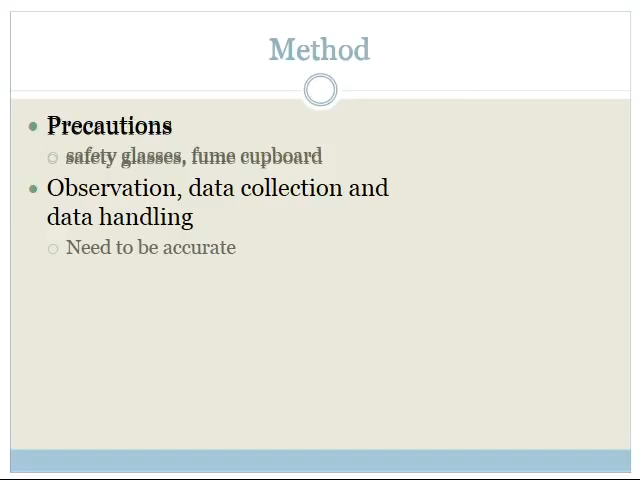 Method
Precautions
safety glasses, fume cupboard
Observation, data collection and
data handling
Need to be accurate